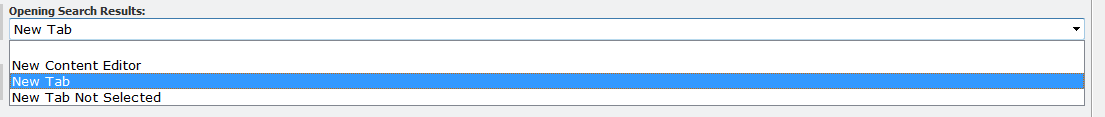 Opening Search Results:
New Tab
New Content Editor
New Tab
New Tab Not Selected